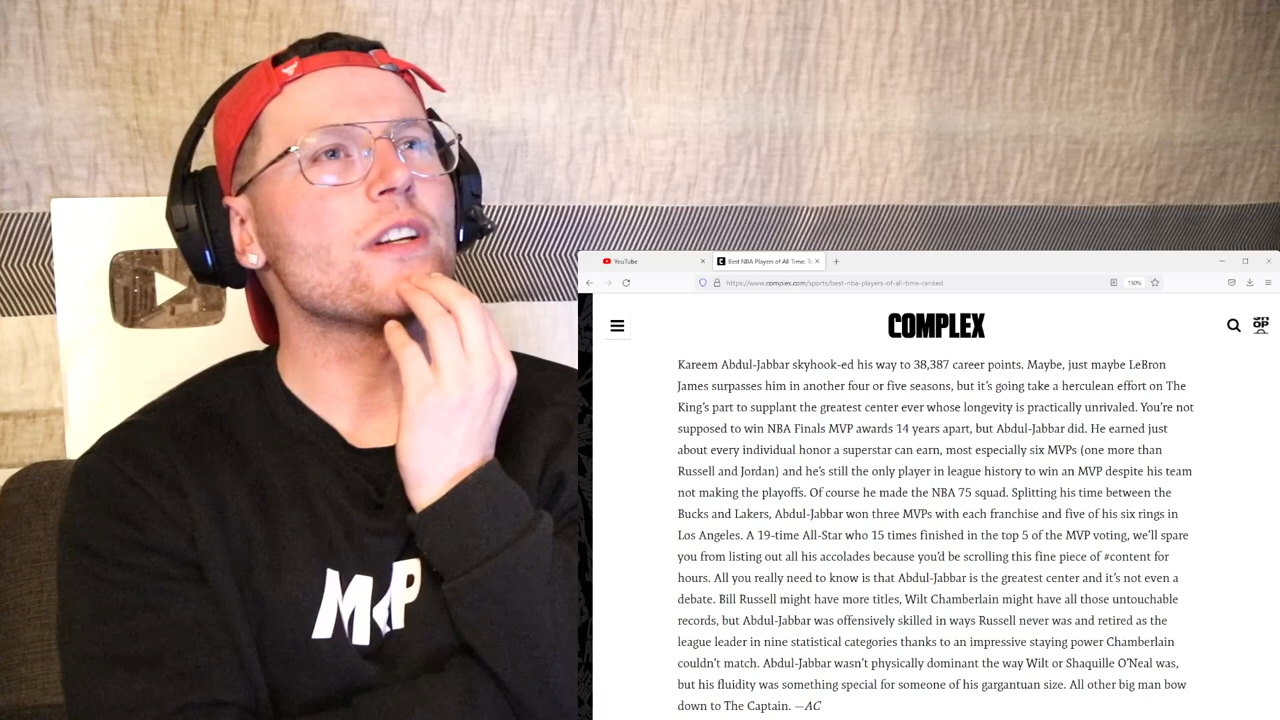 MVP
YouTube
Best NBA Players of All Time: T
https://www.complex.com/sports/best-nba-players-of-all-time-ranked
150%
COMPLEX
Kareem Abdul-Jabbar skyhook-ed his way to 38,387 career points. Maybe, just maybe LeBron
James surpasses him in another four or five seasons, but it’s going take a herculean effort on The
King’s part to supplant the greatest center ever whose longevity is practically unrivaled. You’re not
supposed to win NBA Finals MVP awards 14 years apart, but Abdul-Jabbar did. He earned just
about every individual honor a superstar can earn, most especially six MVPs (one more than
Russell and Jordan) and he’s still the only player in league history to win an MVP despite his team
not making the playoffs. Of course he made the NBA 75 squad. Splitting his time between the
Bucks and Lakers, Abdul-Jabbar won three MVPs with each franchise and five of his six rings in
Los Angeles. A 19-time All-Star who 15 times finished in the top 5 of the MVP voting, we’ll spare
you from listing out all his accolades because you’d be scrolling this fine piece of #content for
hours. All you really need to know is that Abdul-Jabbar is the greatest center and it’s not even a
debate. Bill Russell might have more titles, Wilt Chamberlain might have all those untouchable
records, but Abdul-Jabbar was offensively skilled in ways Russell never was and retired as the
league leader in nine statistical categories thanks to an impressive staying power Chamberlain
couldn’t match. Abdul-Jabbar wasn’t physically dominant the way Wilt or Shaquille O’Neal was,
but his fluidity was something special for someone of his gargantuan size. All other big man bow
down to The Captain. —AC